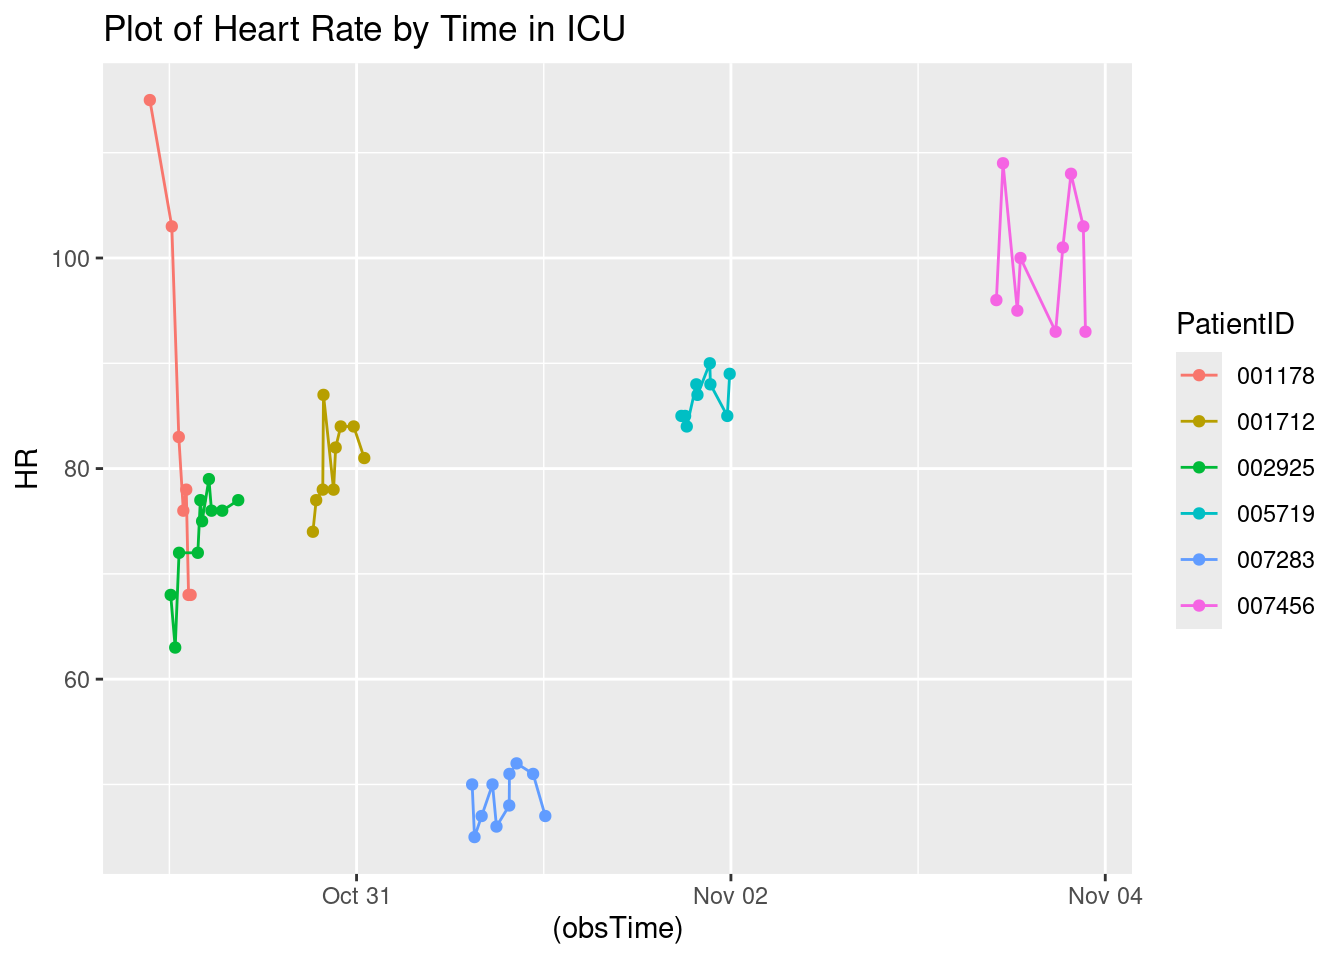 Plot of Heart Rate by Time in ICU
HR
100
80
60
Oct 31
Nov 02
Nov 04
(obsTime)
PatientID
001178
001712
002925
005719
007283
007456